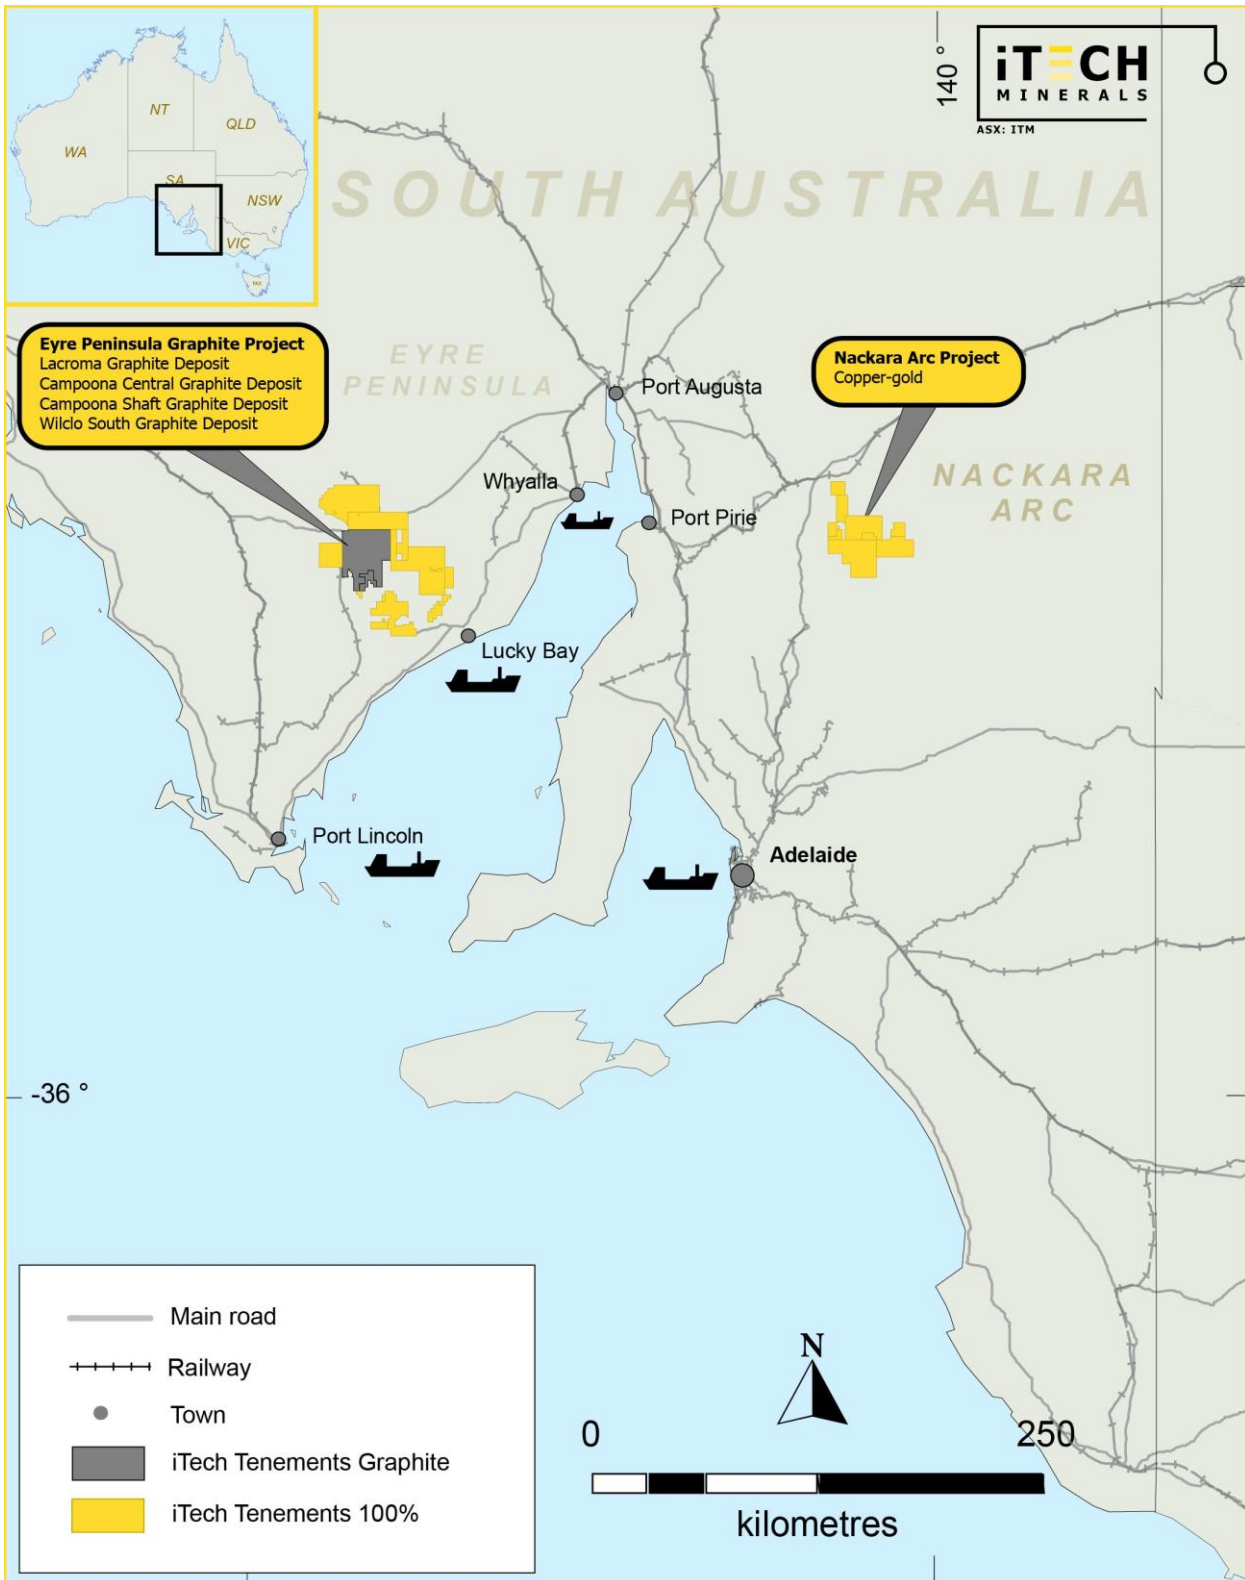 140 °
iTECH
MINERALS
ASX: ITM
NT
QLD
WA
SA
NSW
VIC
TAS
SOUTH AUSTRALIA
Eyre Peninsula Graphite Project
Lacroma Graphite Deposit
Campoona Central Graphite Deposit
Campoona Shaft Graphite Deposit
Wilclo South Graphite Deposit
EYRE
PENINSULA
Nackara Arc Project
Copper-gold
Port Augusta
NACKARA
ARC
Whyalla
Port Pirie
Lucky Bay
Port Lincoln
Adelaide
-36 °
Main road
Railway
Town
iTech Tenements Graphite
iTech Tenements 100%
N
0
250
kilometres